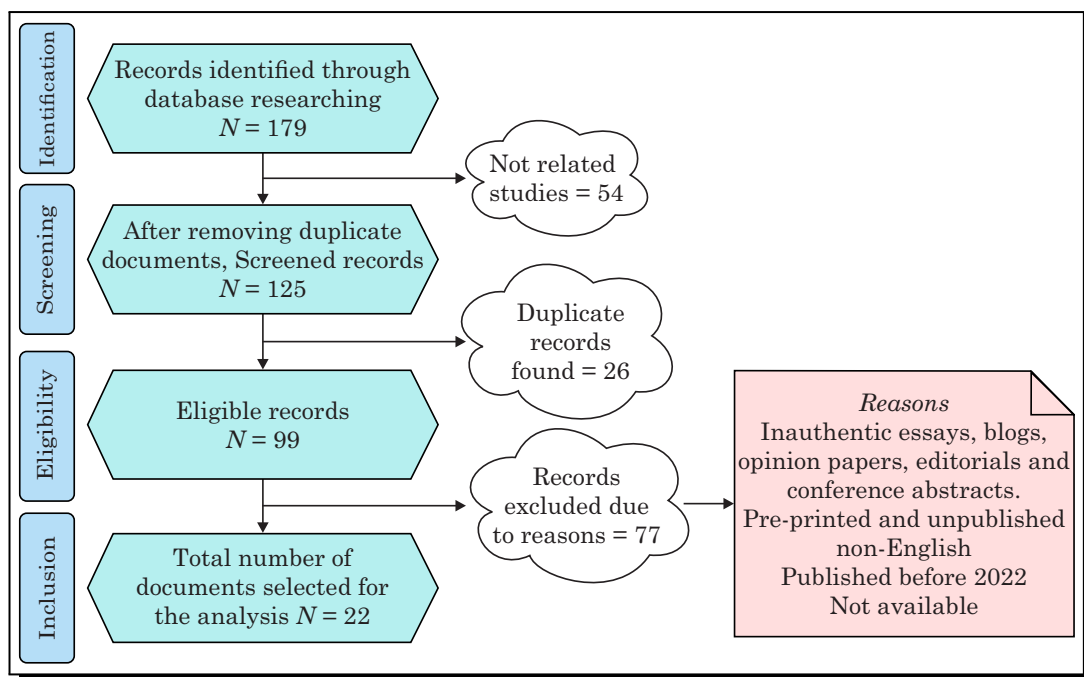 Identification
Records identified through
database researching
N = 179
Not related
studies = 54
Screening
After removing duplicate
documents, Screened records
N = 125
Duplicate
records
found = 26
Eligibility
Eligible records
N = 99
Records
excluded due
to reasons = 77
Reasons
Inauthentic essays, blogs,
opinion papers, editorials and
conference abstracts.
Pre-printed and unpublished
non-English
Published before 2022
Not available
Inclusion
Total number of
documents selected for
the analysis N = 22